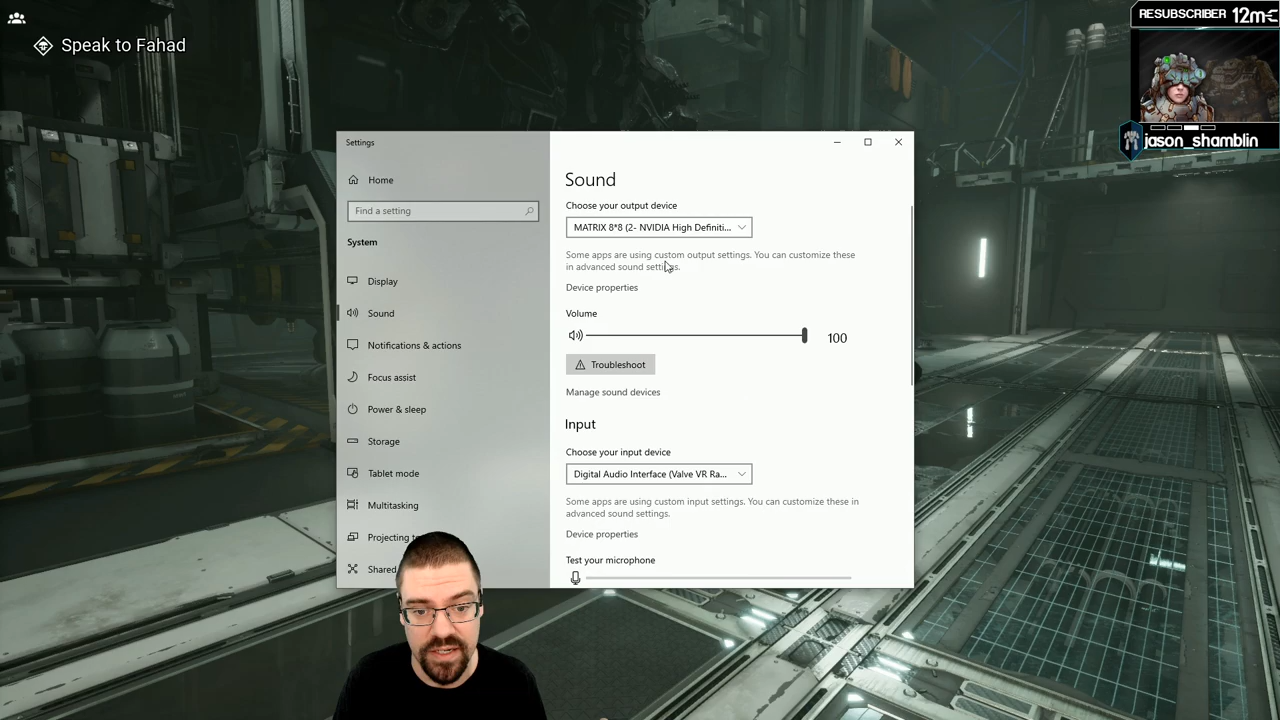 Speak to Fahad
RESUBSCRIBER 12m
jason_shamblin
Settings
Home
Find a setting
System
Display
Sound
Notifications & actions
Focus assist
Power & sleep
Storage
Tablet mode
Multitasking
Projecting
Shared
Sound
Choose your output device
MATRIX 8*8 (2- NVIDIA High Definiti...
Some apps are using custom output settings. You can customize these
in advanced sound settings.
Device properties
Volume
100
Troubleshoot
Manage sound devices
Input
Choose your input device
Digital Audio Interface (Valve VR Ra...
Some apps are using custom input settings. You can customize these in
advanced sound settings.
Device properties
Test your microphone